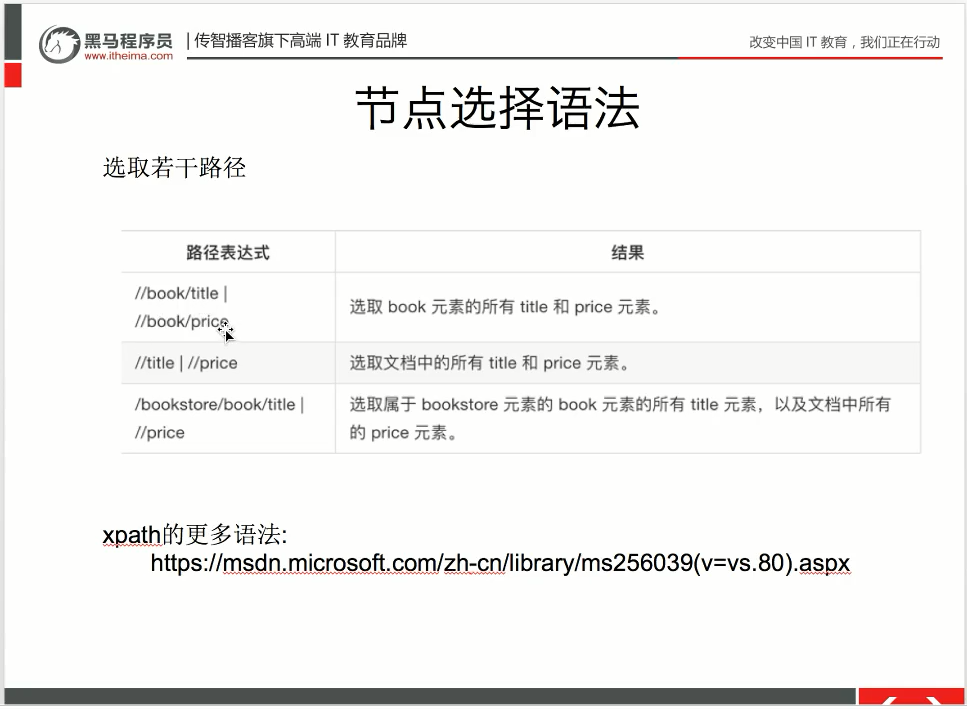 黑马程序员 | 传智播客旗下高端 IT 教育品牌
www.itheima.com
改变中国 IT 教育，我们正在行动
节点选择语法
选取若干路径
路径表达式 结果
//book/title |
//book/price
选取 book 元素的所有 title 和 price 元素。
//title | //price 选取文档中的所有 title 和 price 元素。
/bookstore/book/title |
//price
选取属于 bookstore 元素的 book 元素的所有 title 元素，以及文档中所有
的 price 元素。
xpath的更多语法:
https://msdn.microsoft.com/zh-cn/library/ms256039(v=vs.80).aspx